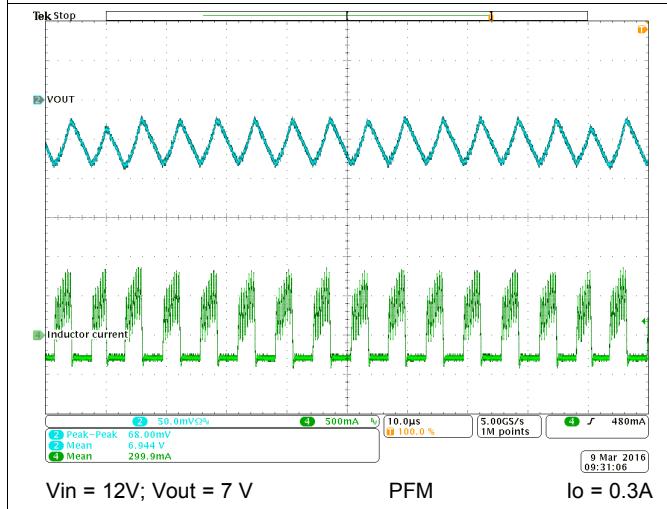 Tek Stop
T
2 VOUT
4 Inductor current
2 50.0mVΩ 4 500mA 10.0µs 5.00GS/s 4 480mA
100.0 % 1M points
2 Peak-Peak 68.00mV
2 Mean 6.944 V
4 Mean 299.9mA
9 Mar 2016
09:31:06
Vin = 12V; Vout = 7 V PFM Io = 0.3A